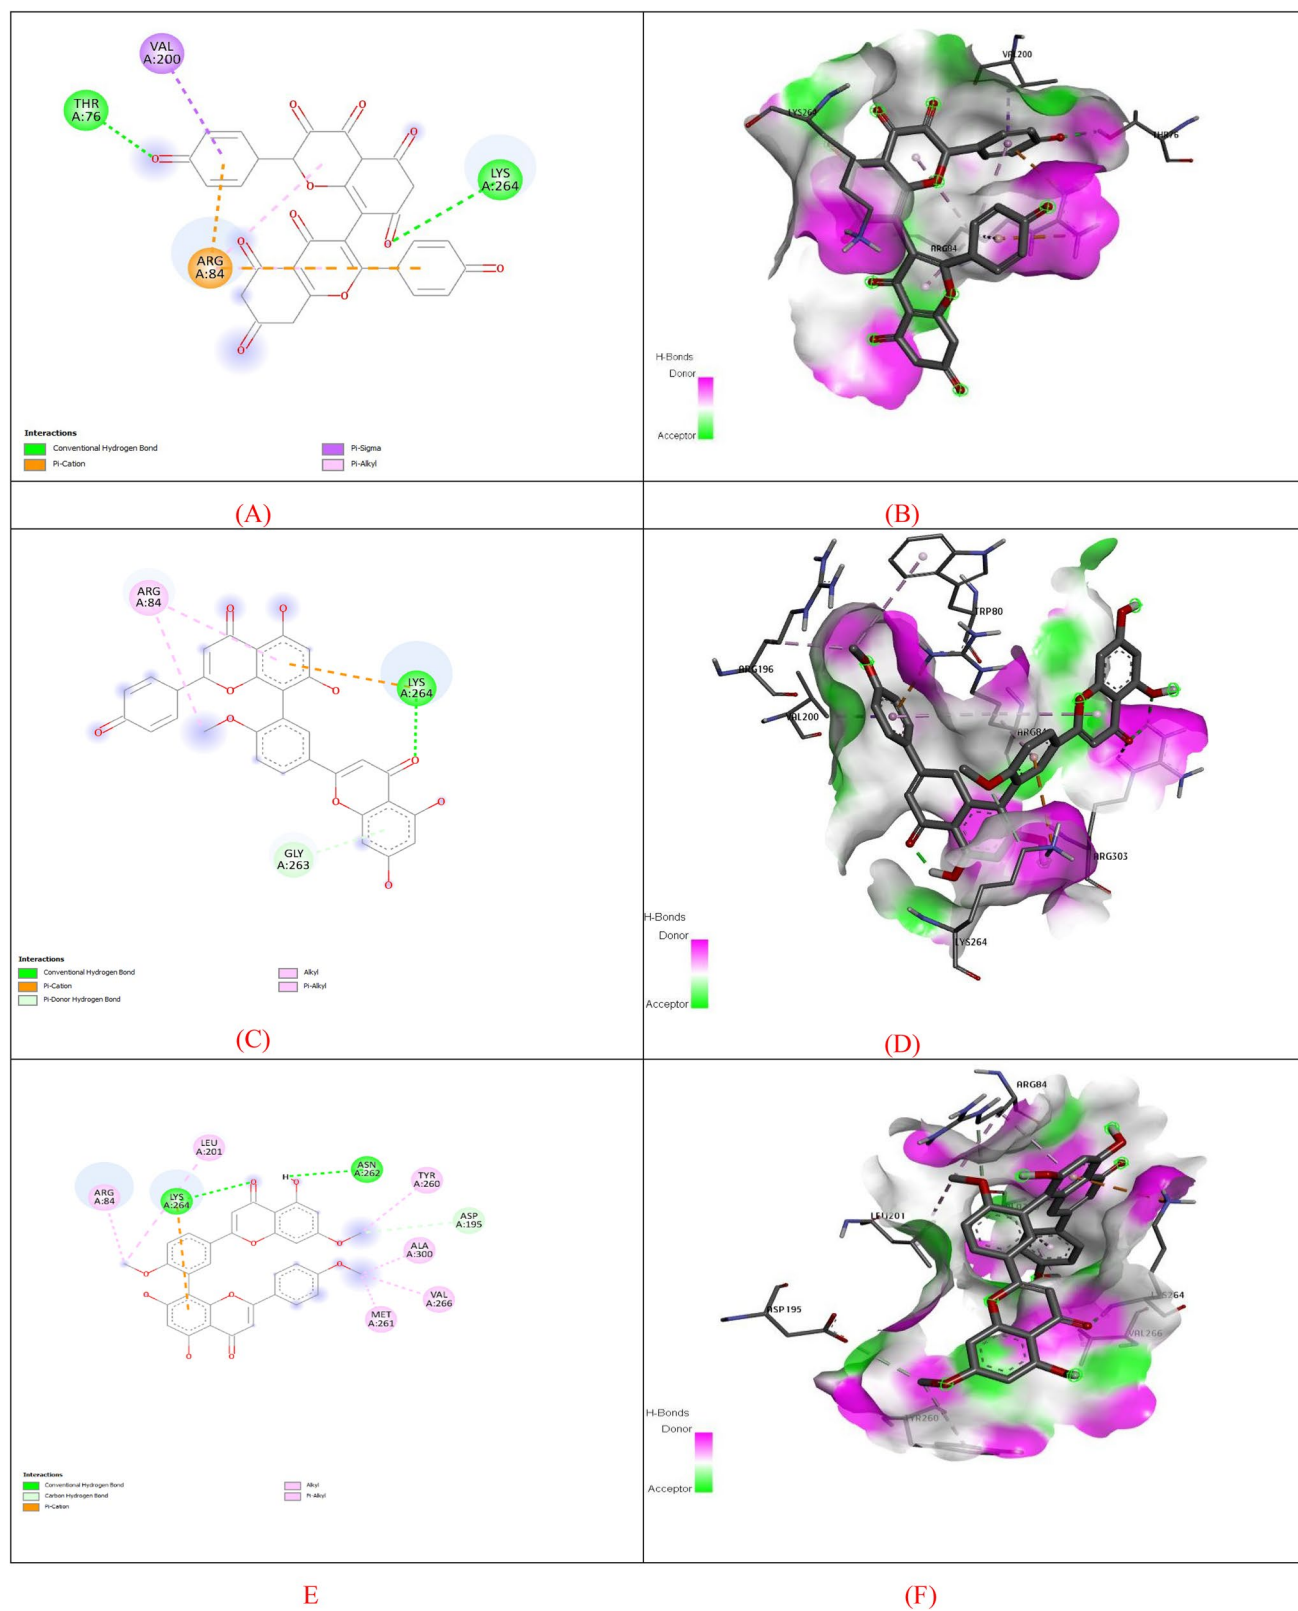 VAL
A:200
THR
A:76
LYS
A:264
ARG
A:84
O O O O O O O O O O O O
Interactions
Conventional Hydrogen Bond
Pi-Cation
Pi-Sigma
Pi-Alkyl
(A)
VAL200
LYS264
THR76
ARG84
H-Bonds
Donor
Acceptor
(B)
ARG
A:84
LYS
A:264
GLY
A:263
O O O O O O O O O O
Interactions
Conventional Hydrogen Bond
Pi-Cation
Pi-Donor Hydrogen Bond
Alkyl
Pi-Alkyl
(C)
TRP80
ARG196
VAL200
ARG84
ARG303
LYS264
H-Bonds
Donor
Acceptor
(D)
LEU
A:201
ARG
A:84
LYS
A:264
ASN
A:262
TYR
A:260
ASP
A:195
ALA
A:300
VAL
A:266
MET
A:261
H
O O O O O O O O O O
Interactions
Conventional Hydrogen Bond
Carbon Hydrogen Bond
Pi-Cation
Alkyl
Pi-Alkyl
E
ARG84
LEU201
ASP195
LYS264
VAL266
TYR260
H-Bonds
Donor
Acceptor
(F)